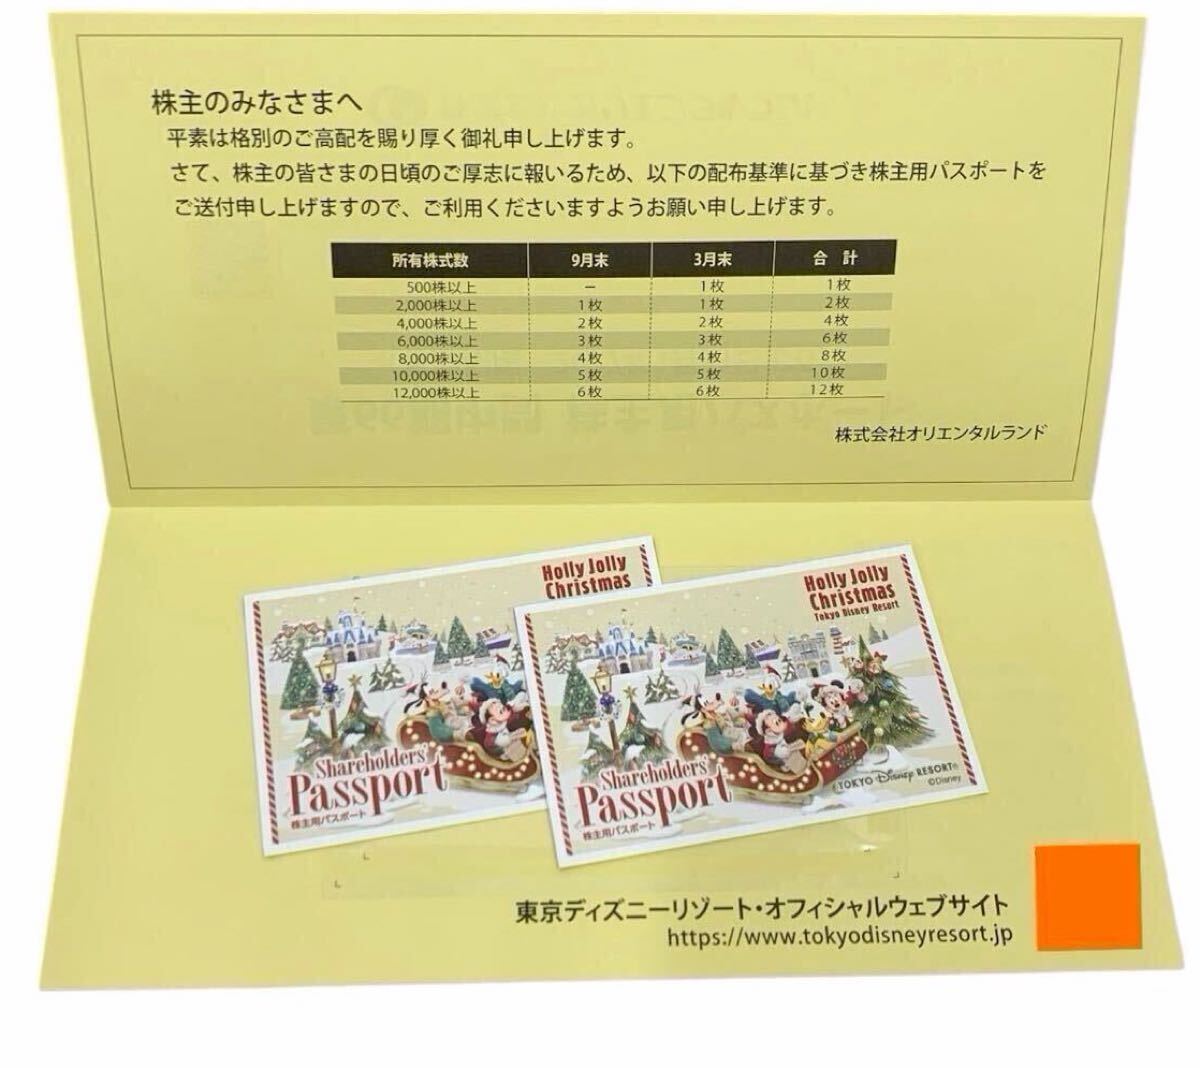 株主のみなさまへ
平素は格別のご高配を賜り厚く御礼申し上げます。
さて、株主の皆さまの日頃のご厚志に報いるため、以下の配布基準に基づき株主用パスポートを
ご送付申し上げますので、ご利用くださいますようお願い申し上げます。
所有株式数 9月末 3月末 合 計
500株以上 － 1枚 1枚
2,000株以上 1枚 1枚 2枚
4,000株以上 2枚 2枚 4枚
6,000株以上 3枚 3枚 6枚
8,000株以上 4枚 4枚 8枚
10,000株以上 5枚 5枚 10枚
12,000株以上 6枚 6枚 12枚
株式会社オリエンタルランド
Holly Jolly
Christmas
Shareholders'
Passport
株主用パスポート
Holly Jolly
Christmas
Tokyo Disney Resort
Shareholders'
Passport
株主用パスポート
TOKYO Disney RESORT®
©Disney
東京ディズニーリゾート・オフィシャルウェブサイト
https://www.tokyodisneyresort.jp